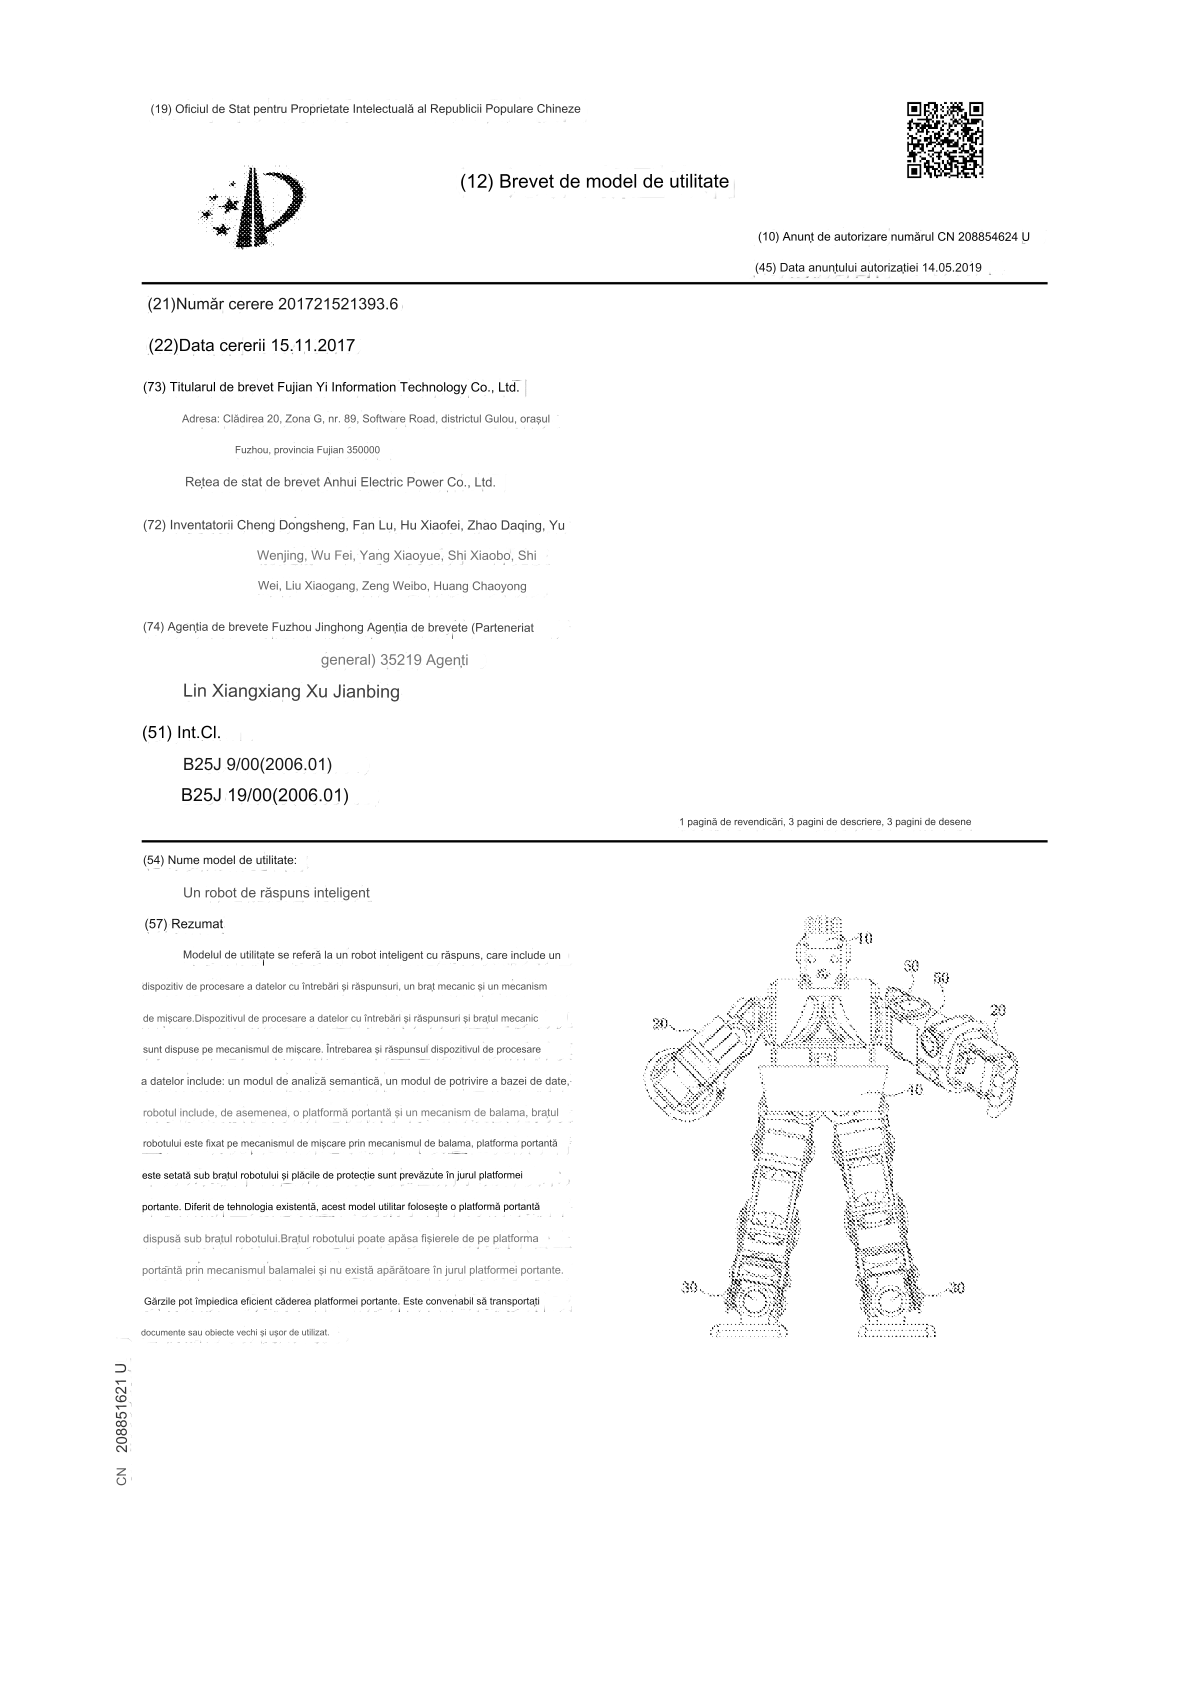 (19) Oficiul de Stat pentru Proprietate Intelectuală al Republicii Populare Chineze
(12) Brevet de model de utilitate
(10) Anunț de autorizare numărul CN 208854624 U
(45) Data anunțului autorizației 14.05.2019
(21)Număr cerere 201721521393.6
(22)Data cererii 15.11.2017
(73) Titularul de brevet Fujian Yi Information Technology Co., Ltd.
Adresa: Clădirea 20, Zona G, nr. 89, Software Road, districtul Gulou, orașul
Fuzhou, provincia Fujian 350000
Rețea de stat de brevet Anhui Electric Power Co., Ltd.
(72) Inventatorii Cheng Dongsheng, Fan Lu, Hu Xiaofei, Zhao Daqing, Yu
Wenjing, Wu Fei, Yang Xiaoyue, Shi Xiaobo, Shi
Wei, Liu Xiaogang, Zeng Weibo, Huang Chaoyong
(74) Agenția de brevete Fuzhou Jinghong Agenția de brevete (Parteneriat
general) 35219 Agenți
Lin Xiangxiang Xu Jianbing
(51) Int.Cl.
B25J 9/00(2006.01)
B25J 19/00(2006.01)
1 pagină de revendicări, 3 pagini de descriere, 3 pagini de desene
(54) Nume model de utilitate:
Un robot de răspuns inteligent
(57) Rezumat
Modelul de utilitate se referă la un robot inteligent cu răspuns, care include un
dispozitiv de procesare a datelor cu întrebări și răspunsuri, un braț mecanic și un mecanism
de mișcare.Dispozitivul de procesare a datelor cu întrebări și răspunsuri și brațul mecanic
sunt dispuse pe mecanismul de mișcare. Întrebarea și răspunsul dispozitivul de procesare
a datelor include: un modul de analiză semantică, un modul de potrivire a bazei de date,
robotul include, de asemenea, o platformă portantă și un mecanism de balama, brațul
robotului este fixat pe mecanismul de mișcare prin mecanismul de balama, platforma portantă
este setată sub brațul robotului și plăcile de protecție sunt prevăzute în jurul platformei
portante. Diferit de tehnologia existentă, acest model utilitar folosește o platformă portantă
dispusă sub brațul robotului.Brațul robotului poate apăsa fișierele de pe platforma
portantă prin mecanismul balamalei și nu există apărătoare în jurul platformei portante.
Gărzile pot împiedica eficient căderea platformei portante. Este convenabil să transportați
documente sau obiecte vechi și ușor de utilizat.
10
60
50
20
20
40
30
30
CN 208851621 U